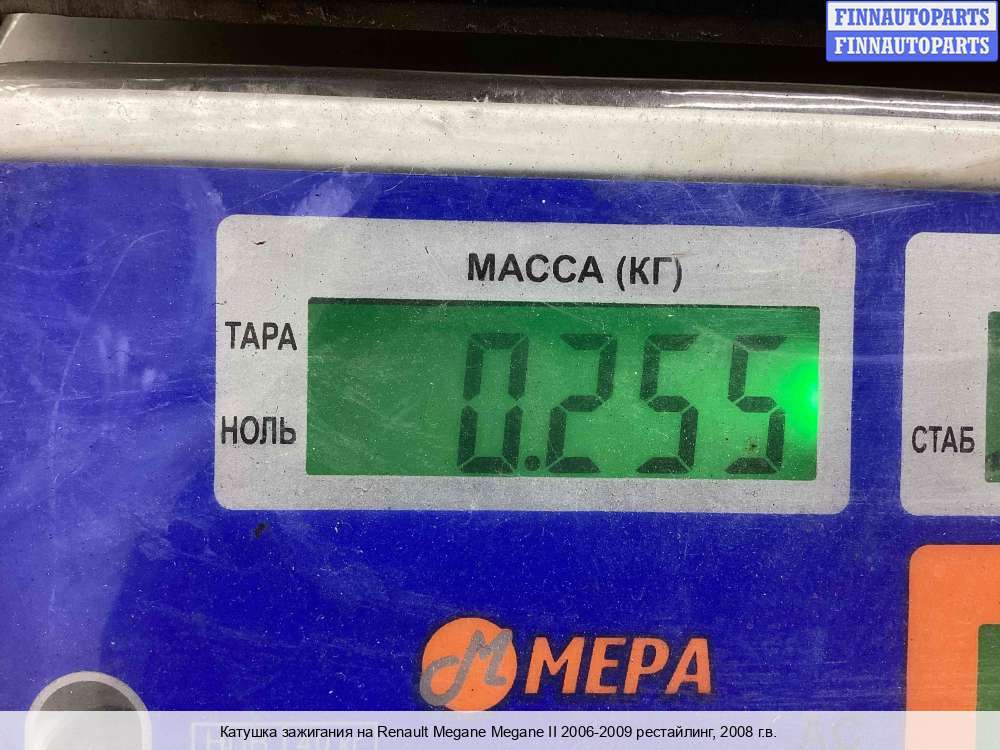 FINNAUTOPARTS
FINNAUTOPARTS
МАССА (КГ)
ТАРА
0.255
НОЛЬ
СТАБ
МЕРА
Катушка зажигания на Renault Megane Megane II 2006-2009 рестайлинг, 2008 г.в.